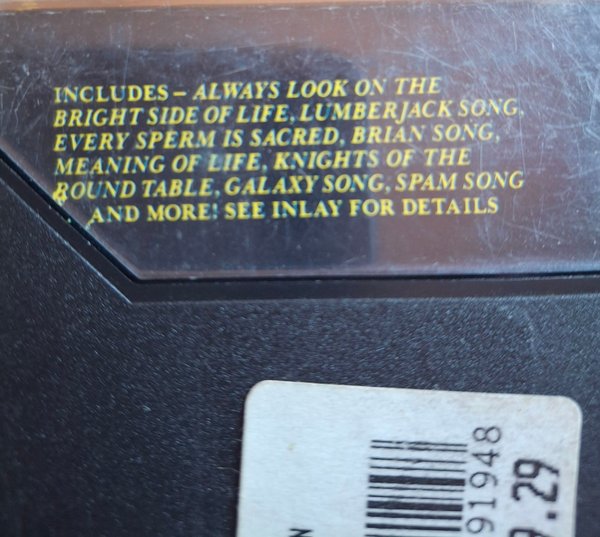 INCLUDES – ALWAYS LOOK ON THE
BRIGHT SIDE OF LIFE, LUMBERJACK SONG,
EVERY SPERM IS SACRED, BRIAN SONG,
MEANING OF LIFE, KNIGHTS OF THE
ROUND TABLE, GALAXY SONG, SPAM SONG
AND MORE! SEE INLAY FOR DETAILS
91948
.29
N